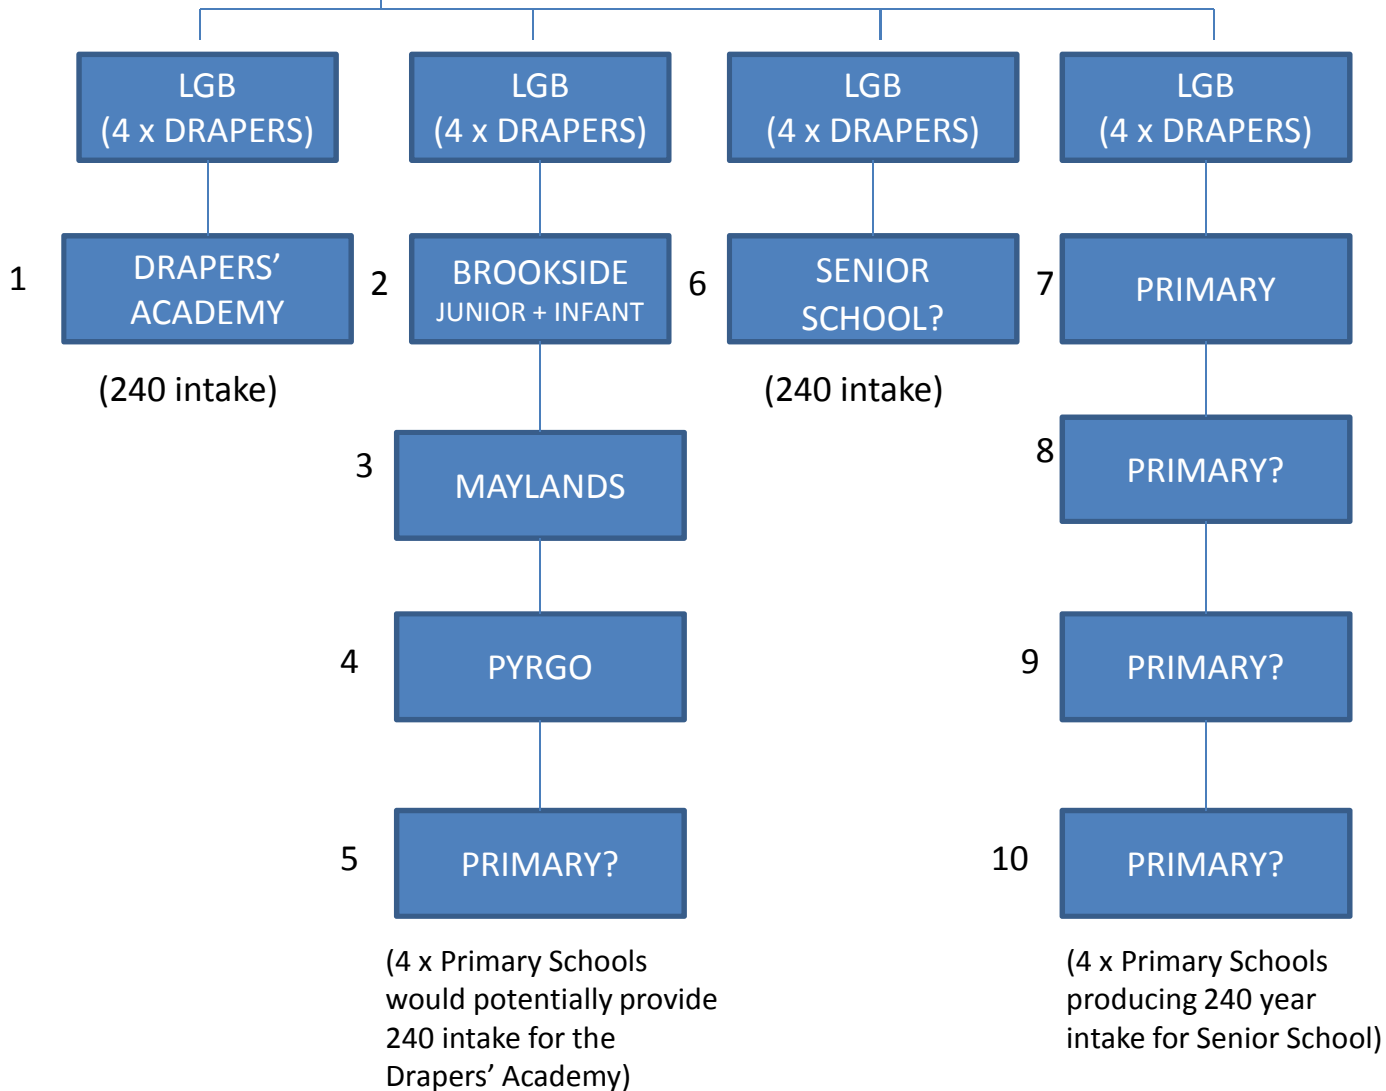 LGB
(4 x DRAPERS)
LGB
(4 x DRAPERS)
LGB
(4 x DRAPERS)
LGB
(4 x DRAPERS)
1
DRAPERS’
ACADEMY
2
BROOKSIDE
JUNIOR + INFANT
6
SENIOR
SCHOOL?
7
PRIMARY
(240 intake)
(240 intake)
3
MAYLANDS
8
PRIMARY?
4
PYRGO
9
PRIMARY?
5
PRIMARY?
10
PRIMARY?
(4 x Primary Schools
would potentially provide
240 intake for the
Drapers’ Academy)
(4 x Primary Schools
producing 240 year
intake for Senior School)